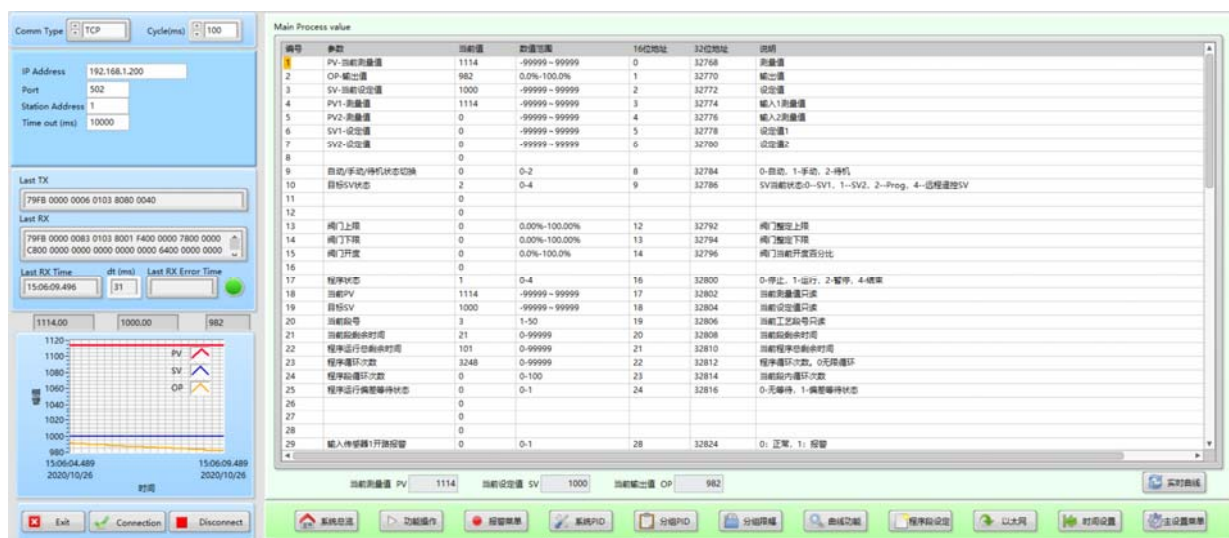 Comm Type TCP Cycle(ms) 100
IP Address 192.168.1.200
Port 502
Station Address 1
Time out (ms) 10000
Last TX
79FB 0000 0006 0103 8080 0040
Last RX
79FB 0000 0083 0103 8001 F400 0000 7800 0000
C800 0000 0000 0000 0000 0000 6400 0000 0000
Last RX Time dt (ms) Last RX Error Time
15:06:09.496 31
1114.00 1000.00 982
1120
1100
1080
1060
1040
1020
1000
980
PV
SV
OP
幅值
15:06:04.489 15:06:09.489
2020/10/26 2020/10/26
时间
Exit Connection Disconnect
Main Process value
编号 参数 当前值 数值范围 16位地址 32位地址 说明
1 PV-当前测量值 1114 -99999 ~ 99999 0 32768 测量值
2 OP-输出值 982 0.0%-100.0% 1 32770 输出值
3 SV-当前设定值 1000 -99999 ~ 99999 2 32772 设定值
4 PV1-测量值 1114 -99999 ~ 99999 3 32774 输入1测量值
5 PV2-测量值 0 -99999 ~ 99999 4 32776 输入2测量值
6 SV1-设定值 0 -99999 ~ 99999 5 32778 设定值1
7 SV2-设定值 0 -99999 ~ 99999 6 32780 设定值2
8 0
9 自动/手动/待机状态切换 0 0-2 8 32784 0-自动, 1-手动, 2-待机
10 目标SV状态 2 0-4 9 32786 SV当前状态:0--SV1, 1--SV2, 2--Prog, 4--远程遥控SV
11 0
12 0
13 阀门上限 0 0.00%-100.00% 12 32792 阀门整定上限
14 阀门下限 0 0.00%-100.00% 13 32794 阀门整定下限
15 阀门开度 0 0.0%-100.0% 14 32796 阀门当前开度百分比
16 0
17 程序状态 1 0-4 16 32800 0-停止, 1-运行, 2-暂停, 4-结束
18 当前PV 1114 -99999 ~ 99999 17 32802 当前测量值只读
19 目标SV 1000 -99999 ~ 99999 18 32804 当前设定值只读
20 当前段号 3 1-50 19 32806 当前工艺段号只读
21 当前段剩余时间 21 0-99999 20 32808 当前段剩余时间
22 程序运行总剩余时间 101 0-99999 21 32810 当前程序总剩余时间
23 程序循环次数 3248 0-99999 22 32812 程序循环次数, 0无限循环
24 程序段循环次数 0 0-100 23 32814 当前段内循环次数
25 程序运行偏差等待状态 0 0-1 24 32816 0-无等待, 1-偏差等待状态
26 0
27 0
28 0
29 输入传感器1开路报警 0 0-1 28 32824 0: 正常, 1: 报警
当前测量值 PV 1114 当前设定值 SV 1000 当前输出值 OP 982 实时曲线
系统总览 功能操作 报警菜单 系统PID 分组PID 分组限幅 曲线功能 程序段设定 以太网 时间设置 主设置菜单